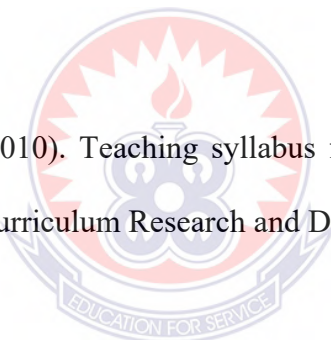 010). Teaching syllabus
urriculum Research and D
EDUCATION FOR SERVICE